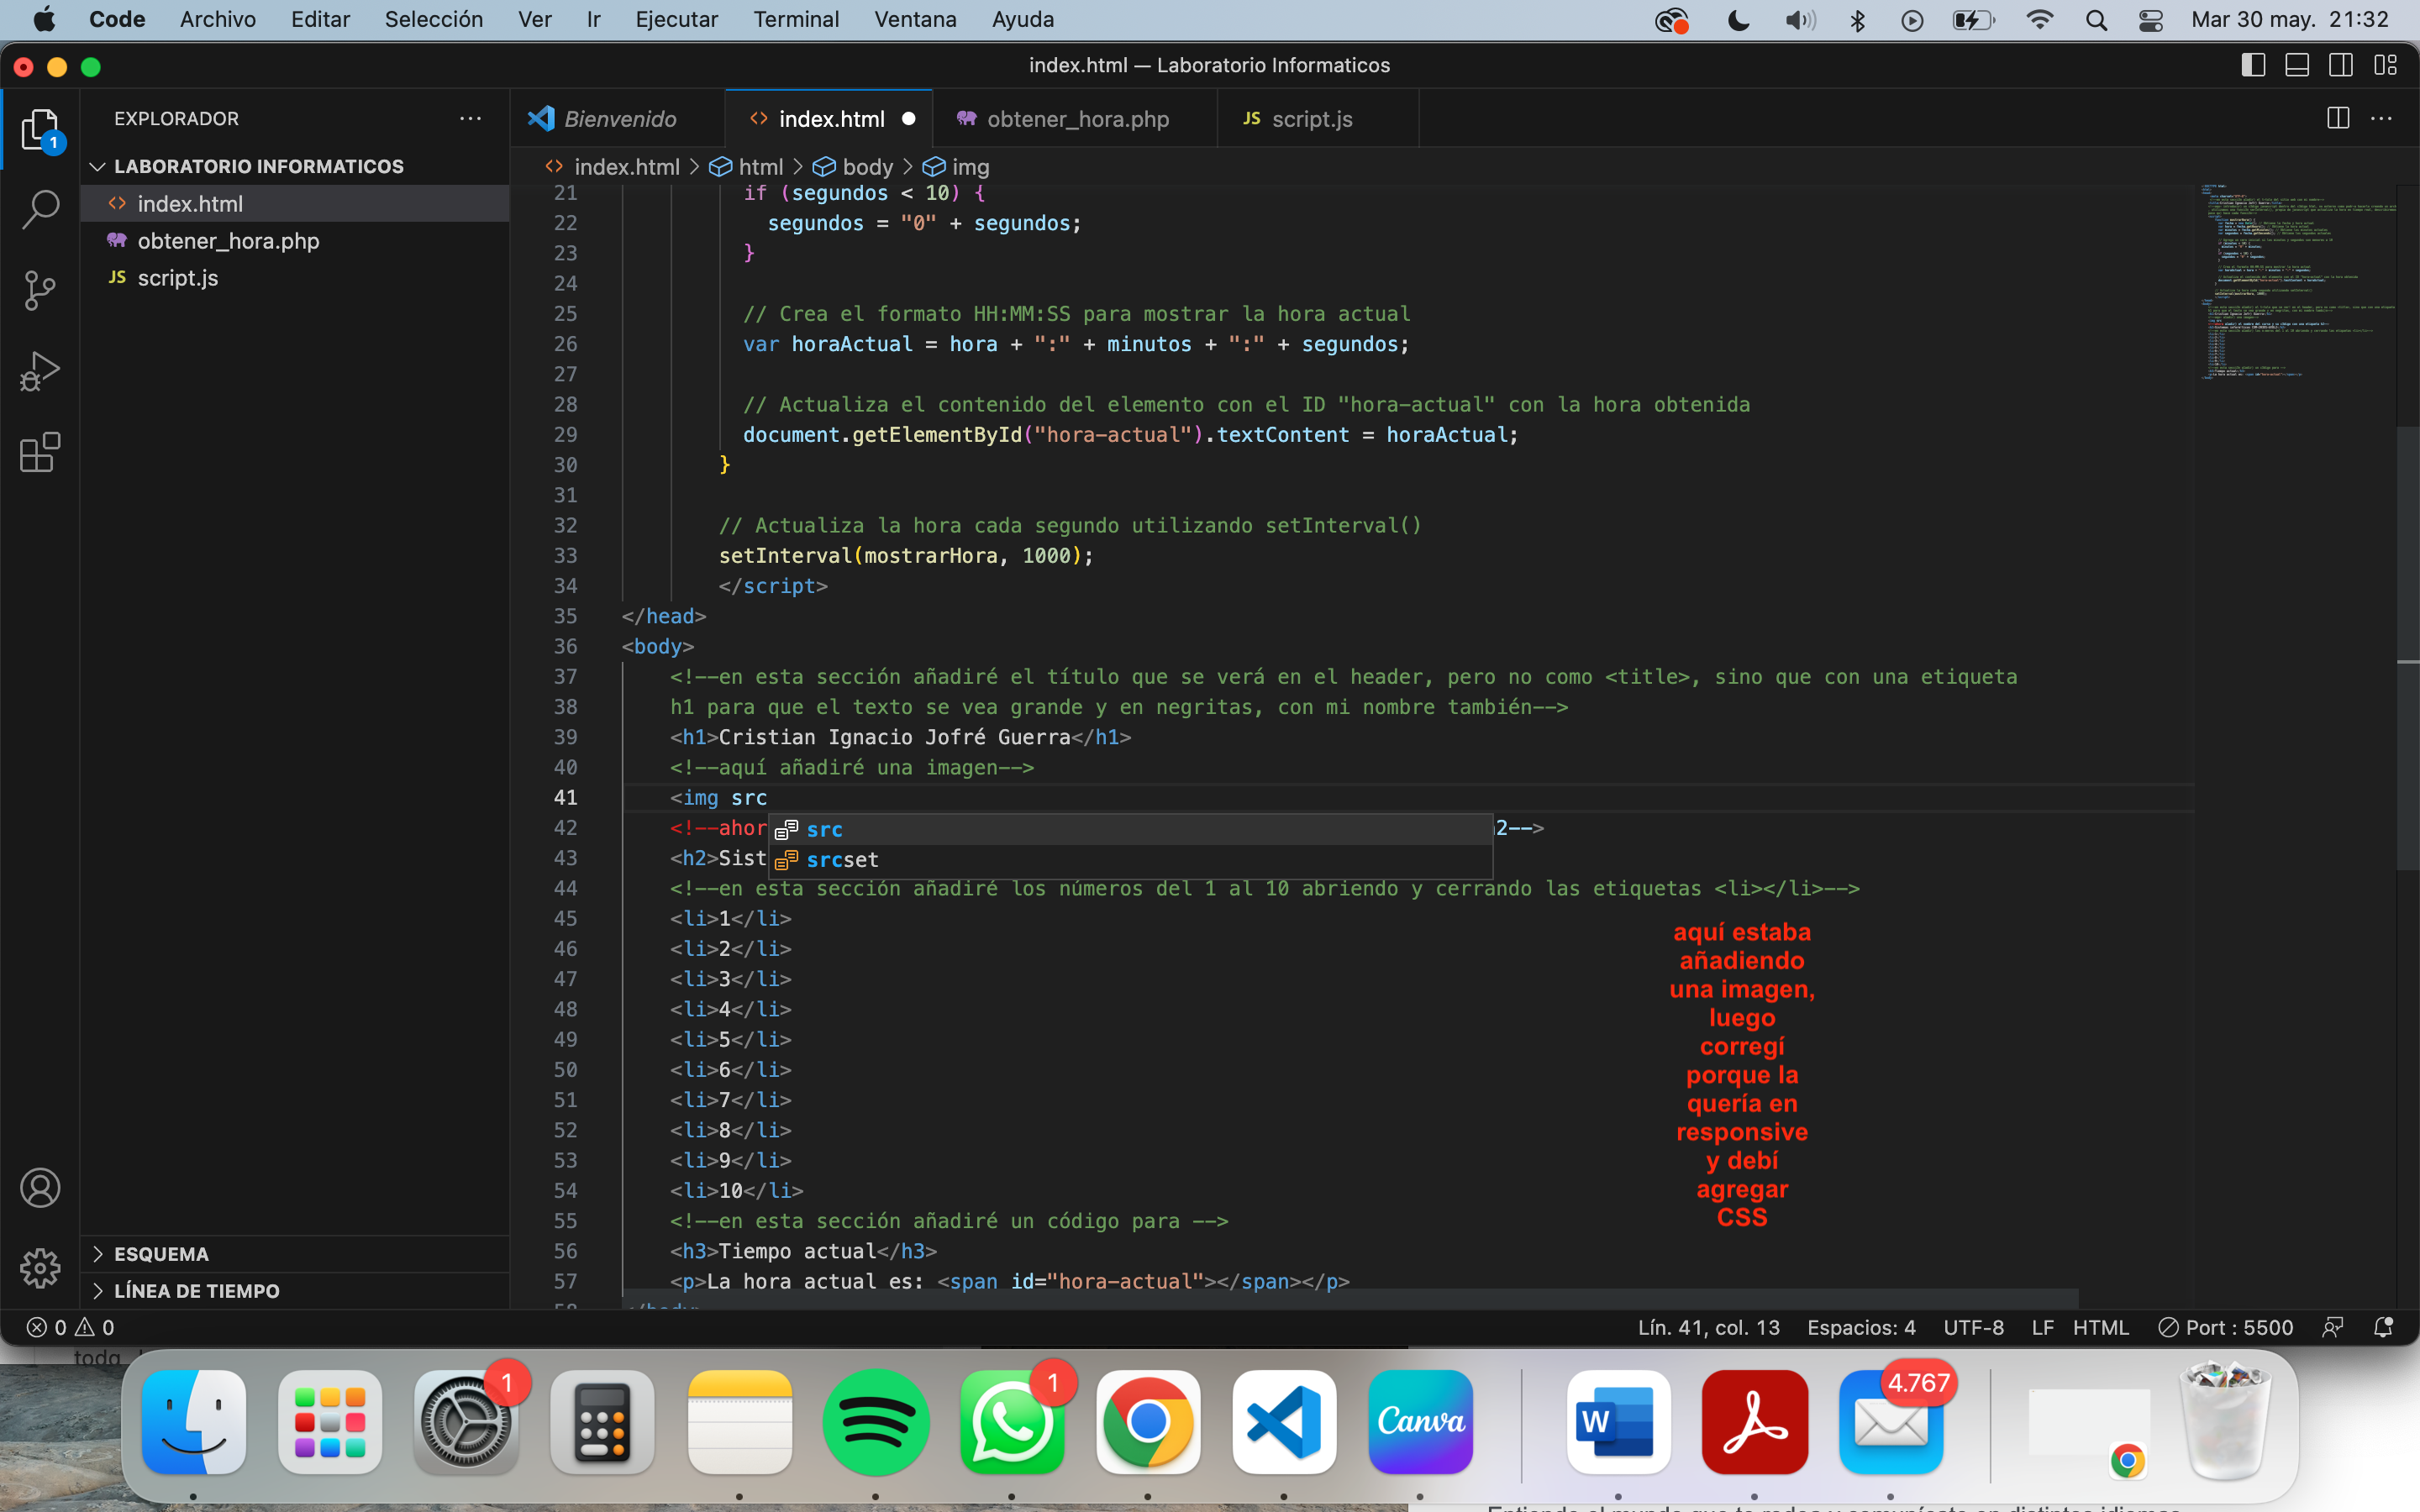 Code Archivo Editar Selección Ver Ir Ejecutar Terminal Ventana Ayuda Mar 30 may. 21:32
index.html — Laboratorio Informaticos
EXPLORADOR
1
LABORATORIO INFORMATICOS
index.html
obtener_hora.php
JS script.js
ESQUEMA
LÍNEA DE TIEMPO
Bienvenido index.html obtener_hora.php JS script.js
index.html > html > body > img
21 if (segundos < 10) {
22 segundos = "0" + segundos;
23 }
24
25 // Crea el formato HH:MM:SS para mostrar la hora actual
26 var horaActual = hora + ":" + minutos + ":" + segundos;
27
28 // Actualiza el contenido del elemento con el ID "hora-actual" con la hora obtenida
29 document.getElementById("hora-actual").textContent = horaActual;
30 }
31
32 // Actualiza la hora cada segundo utilizando setInterval()
33 setInterval(mostrarHora, 1000);
34 </script>
35 </head>
36 <body>
37 <!--en esta sección añadiré el título que se verá en el header, pero no como <title>, sino que con una etiqueta
38 h1 para que el texto se vea grande y en negritas, con mi nombre también-->
39 <h1>Cristian Ignacio Jofré Guerra</h1>
40 <!--aquí añadiré una imagen-->
41 <img src
42 <!--ahor 2-->
src
srcset
43 <h2>Sist
44 <!--en esta sección añadiré los números del 1 al 10 abriendo y cerrando las etiquetas <li></li>-->
45 <li>1</li>
46 <li>2</li>
47 <li>3</li>
48 <li>4</li>
49 <li>5</li>
50 <li>6</li>
51 <li>7</li>
52 <li>8</li>
53 <li>9</li>
54 <li>10</li>
55 <!--en esta sección añadiré un código para -->
56 <h3>Tiempo actual</h3>
57 <p>La hora actual es: <span id="hora-actual"></span></p>
aquí estaba
añadiendo
una imagen,
luego
corregí
porque la
quería en
responsive
y debí
agregar
CSS
0 0 Lín. 41, col. 13 Espacios: 4 UTF-8 LF HTML Port : 5500
1 1 Canva W 4.767